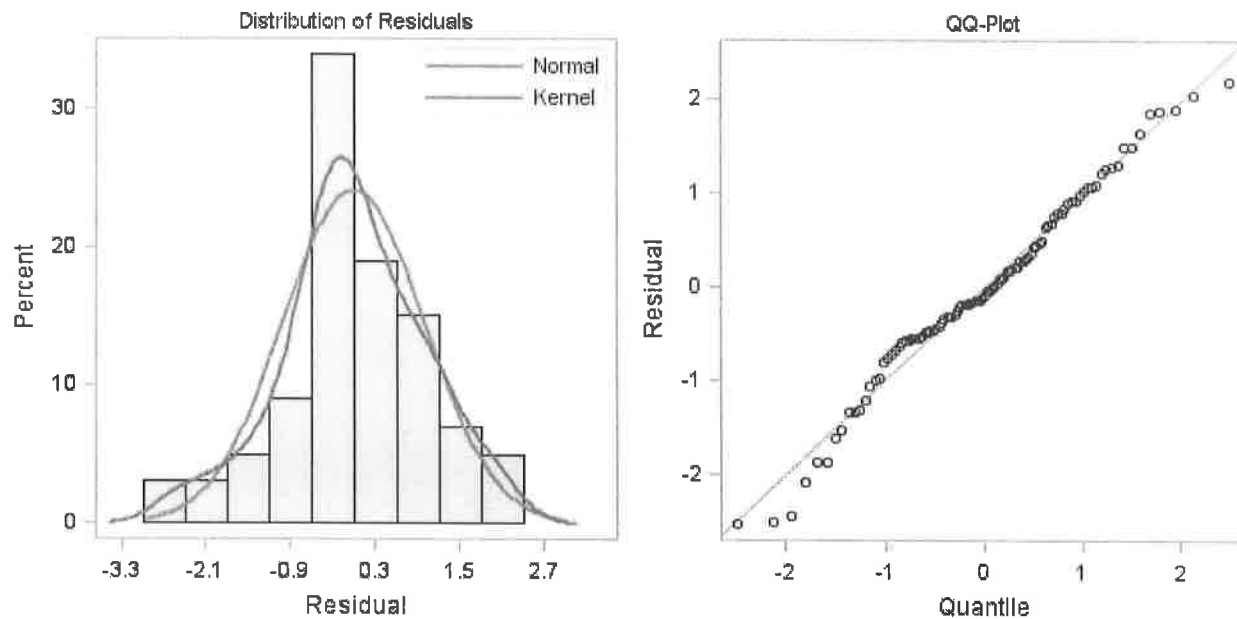 Distribution of Residuals
Normal
Kernel
30
20
10
0
Percent
-3.3 -2.1 -0.9 0.3 1.5 2.7
Residual
QQ-Plot
2
1
0
-1
-2
Residual
-2 -1 0 1 2
Quantile